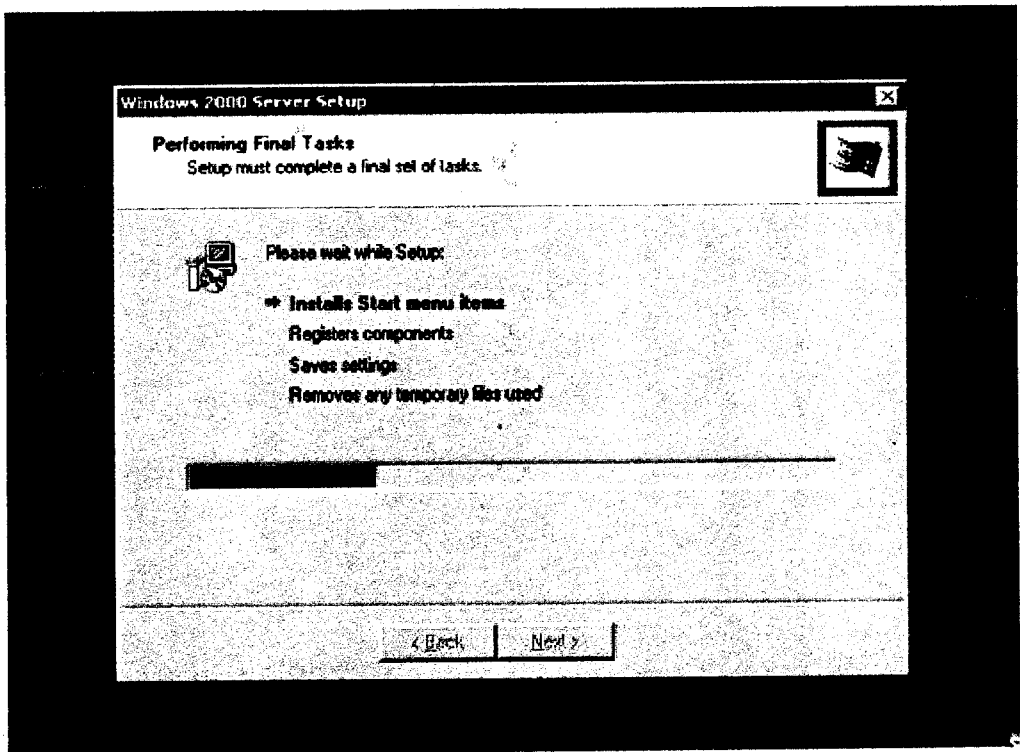 Windows 2000 Server Setup
Performing Final Tasks
Setup must complete a final set of tasks.
Please wait while Setup:
Installs Start menu items
Registers components
Saves settings
Removes any temporary files used
< Back Next >